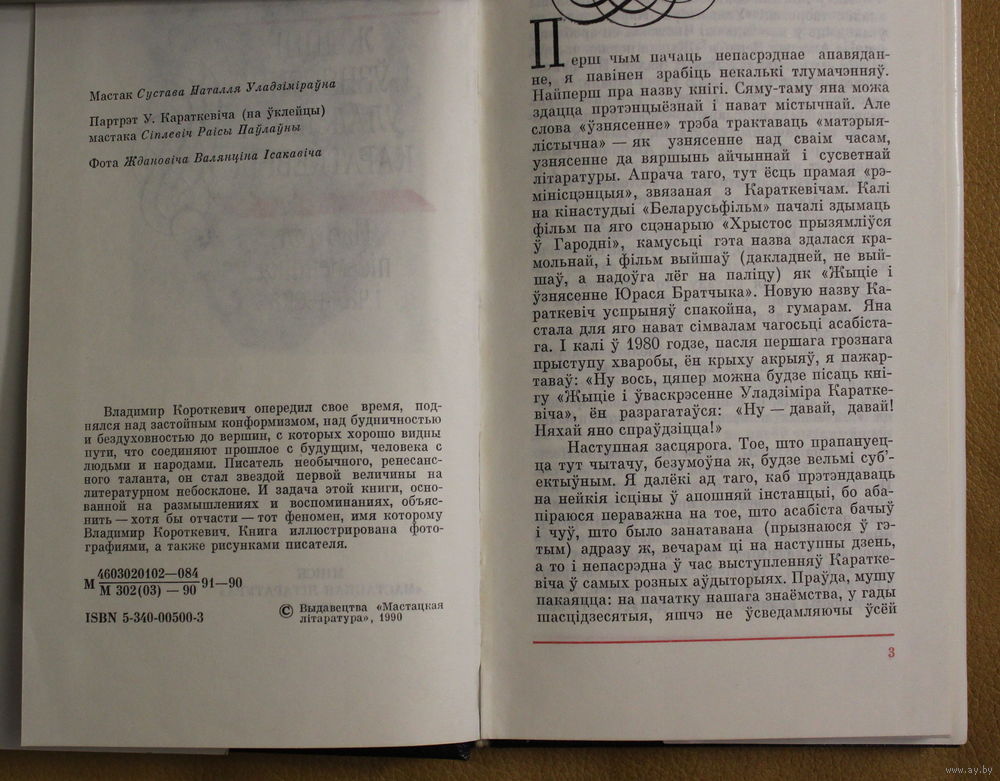 Мастак Сустава Наталля Уладзіміраўна
Партрэт У. Караткевіча (на ўклейцы)
мастака Сіплевіч Раісы Паўлаўны
Фота Ждановіча Валянціна Ісакавіча
Владимир Короткевич опередил свое время, под-
нялся над застойным конформизмом, над будничностью
и бездуховностью до вершин, с которых хорошо видны
пути, что соединяют прошлое с будущим, человека с
людьми и народами. Писатель необычного, ренесанс-
ного таланта, он стал звездой первой величины на
литературном небосклоне. И задача этой книги, осно-
ванной на размышлениях и воспоминаниях, объяс-
нить — хотя бы отчасти — тот феномен, имя которому
Владимир Короткевич. Книга иллюстрирована фото-
графиями, а также рисунками писателя.
М 4603020102—084 91—90
М 302(03) — 90
ISBN 5-340-00500-3
© Выдавецтва «Мастацкая
літаратура», 1990
Перш чым пачаць непасрэднае апавядан-
не, я павінен зрабіць некалькі тлумачэнняў.
Найперш пра назву кнігі. Сяму-таму яна можа
здацца прэтэнцыёзнай і нават містычнай. Але
слова «ўзнясенне» трэба трактаваць «матэрыя-
лістычна» — як узнясенне над сваім часам,
узнясенне да вяршынь айчыннай і сусветнай
літаратуры. Апрача таго, тут ёсць прамая «рэ-
мінісцэнцыя», звязаная з Караткевічам. Калі
на кінастудыі «Беларусьфільм» пачалі здымаць
фільм па яго сцэнарыю «Хрыстос прызямліўся
ў Гародні», камусьці гэта назва здалася кра-
мольнай, і фільм выйшаў (дакладней, не вый-
шаў, а надоўга лёг на паліцу) як «Жыціе і
ўзнясенне Юрася Братчыка». Новую назву Ка-
раткевіч успрыняў спакойна, з гумарам. Яна
стала для яго нават сімвалам чагосьці асабіста-
га. І калі ў 1980 годзе, пасля першага грознага
прыступу хваробы, ён крыху акрыяў, я пажар-
таваў: «Ну вось, цяпер можна будзе пісаць кні-
гу «Жыціе і ўваскрэсенне Уладзіміра Каратке-
віча», ён разрагатаўся: «Ну — давай, давай!
Няхай яно спраўдзіцца!»
Наступная засцярога. Тое, што прапануец-
ца тут чытачу, безумоўна ж, будзе вельмі суб’-
ектыўным. Я далёкі ад таго, каб прэтэндаваць
на нейкія ісціны ў апошняй інстанцыі, бо аба-
піраюся пераважна на тое, што асабіста бачыў
і чуў, што было занатавана (прызнаюся ў гэ-
тым) адразу ж, вечарам ці на наступны дзень,
а то і непасрэдна ў час выступленняў Каратке-
віча ў самых розных аўдыторыях. Праўда, мушу
пакаяцца: на пачатку нашага знаёмства, у гады
шасцідзесятыя, яшчэ не ўсведамляючы ўсёй
3
www.ay.by